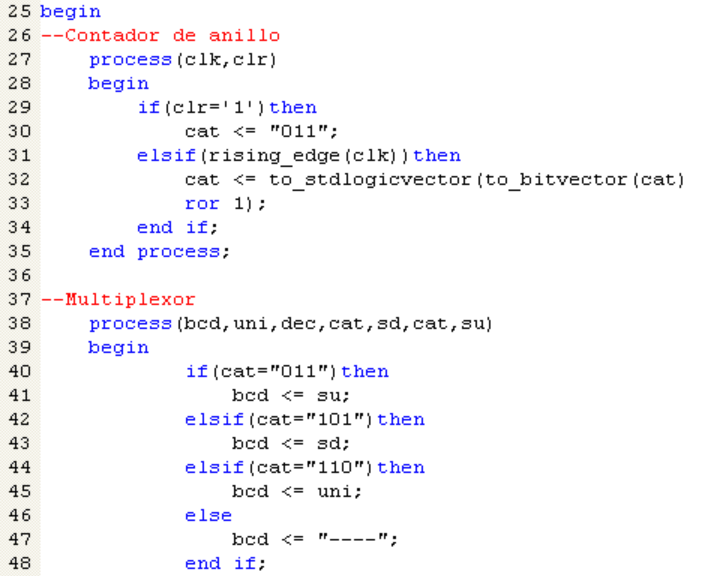 25 begin
26 --Contador de anillo
27     process(clk,clr)
28     begin
29         if(clr='1')then
30             cat <= "011";
31         elsif(rising_edge(clk))then
32             cat <= to_stdlogicvector(to_bitvector(cat)
33             ror 1);
34         end if;
35     end process;
36
37 --Multiplexor
38     process(bcd,uni,dec,cat,sd,cat,su)
39     begin
40             if(cat="011")then
41                 bcd <= su;
42             elsif(cat="101")then
43                 bcd <= sd;
44             elsif(cat="110")then
45                 bcd <= uni;
46             else
47                 bcd <= "----";
48             end if;